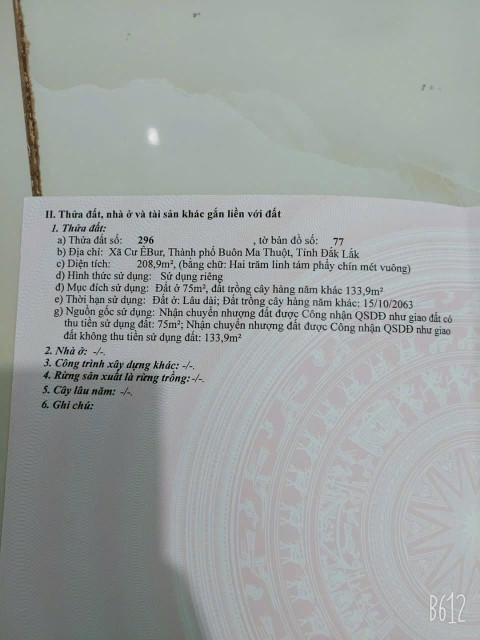 II. Thửa đất, nhà ở và tài sản khác gắn liền với đất
1. Thửa đất:
a) Thửa đất số: 296 , tờ bản đồ số: 77
b) Địa chỉ: Xã Cư ÊBur, Thành phố Buôn Ma Thuột, Tỉnh Đắk Lắk
c) Diện tích: 208,9m², (bằng chữ: Hai trăm linh tám phẩy chín mét vuông)
d) Hình thức sử dụng: Sử dụng riêng
đ) Mục đích sử dụng: Đất ở 75m², đất trồng cây hàng năm khác 133,9m²
e) Thời hạn sử dụng: Đất ở: Lâu dài; Đất trồng cây hàng năm khác: 15/10/2063
g) Nguồn gốc sử dụng: Nhận chuyển nhượng đất được Công nhận QSDĐ như giao đất có
thu tiền sử dụng đất: 75m²; Nhận chuyển nhượng đất được Công nhận QSDĐ như giao
đất không thu tiền sử dụng đất: 133,9m²
2. Nhà ở: -/-.
3. Công trình xây dựng khác: -/-.
4. Rừng sản xuất là rừng trồng: -/-.
5. Cây lâu năm: -/-.
6. Ghi chú:
B612